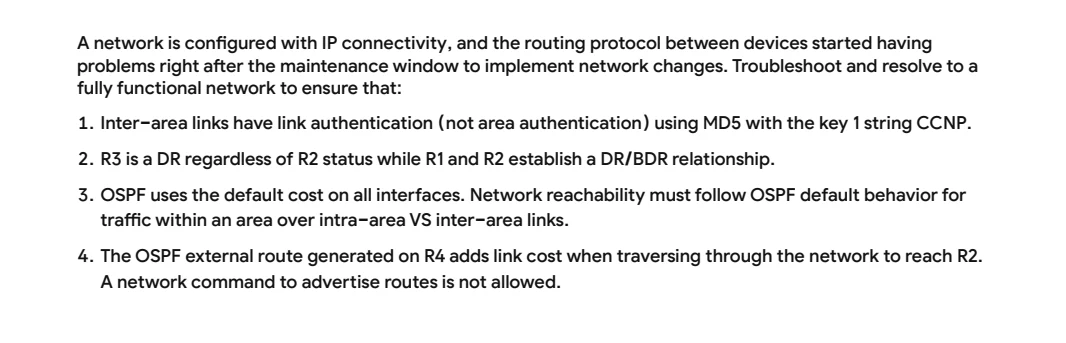 A network is configured with IP connectivity, and the routing protocol between devices started having
problems right after the maintenance window to implement network changes. Troubleshoot and resolve to a
fully functional network to ensure that:
1. Inter-area links have link authentication (not area authentication) using MD5 with the key 1 string CCNP.
2. R3 is a DR regardless of R2 status while R1 and R2 establish a DR/BDR relationship.
3. OSPF uses the default cost on all interfaces. Network reachability must follow OSPF default behavior for
traffic within an area over intra-area VS inter-area links.
4. The OSPF external route generated on R4 adds link cost when traversing through the network to reach R2.
A network command to advertise routes is not allowed.